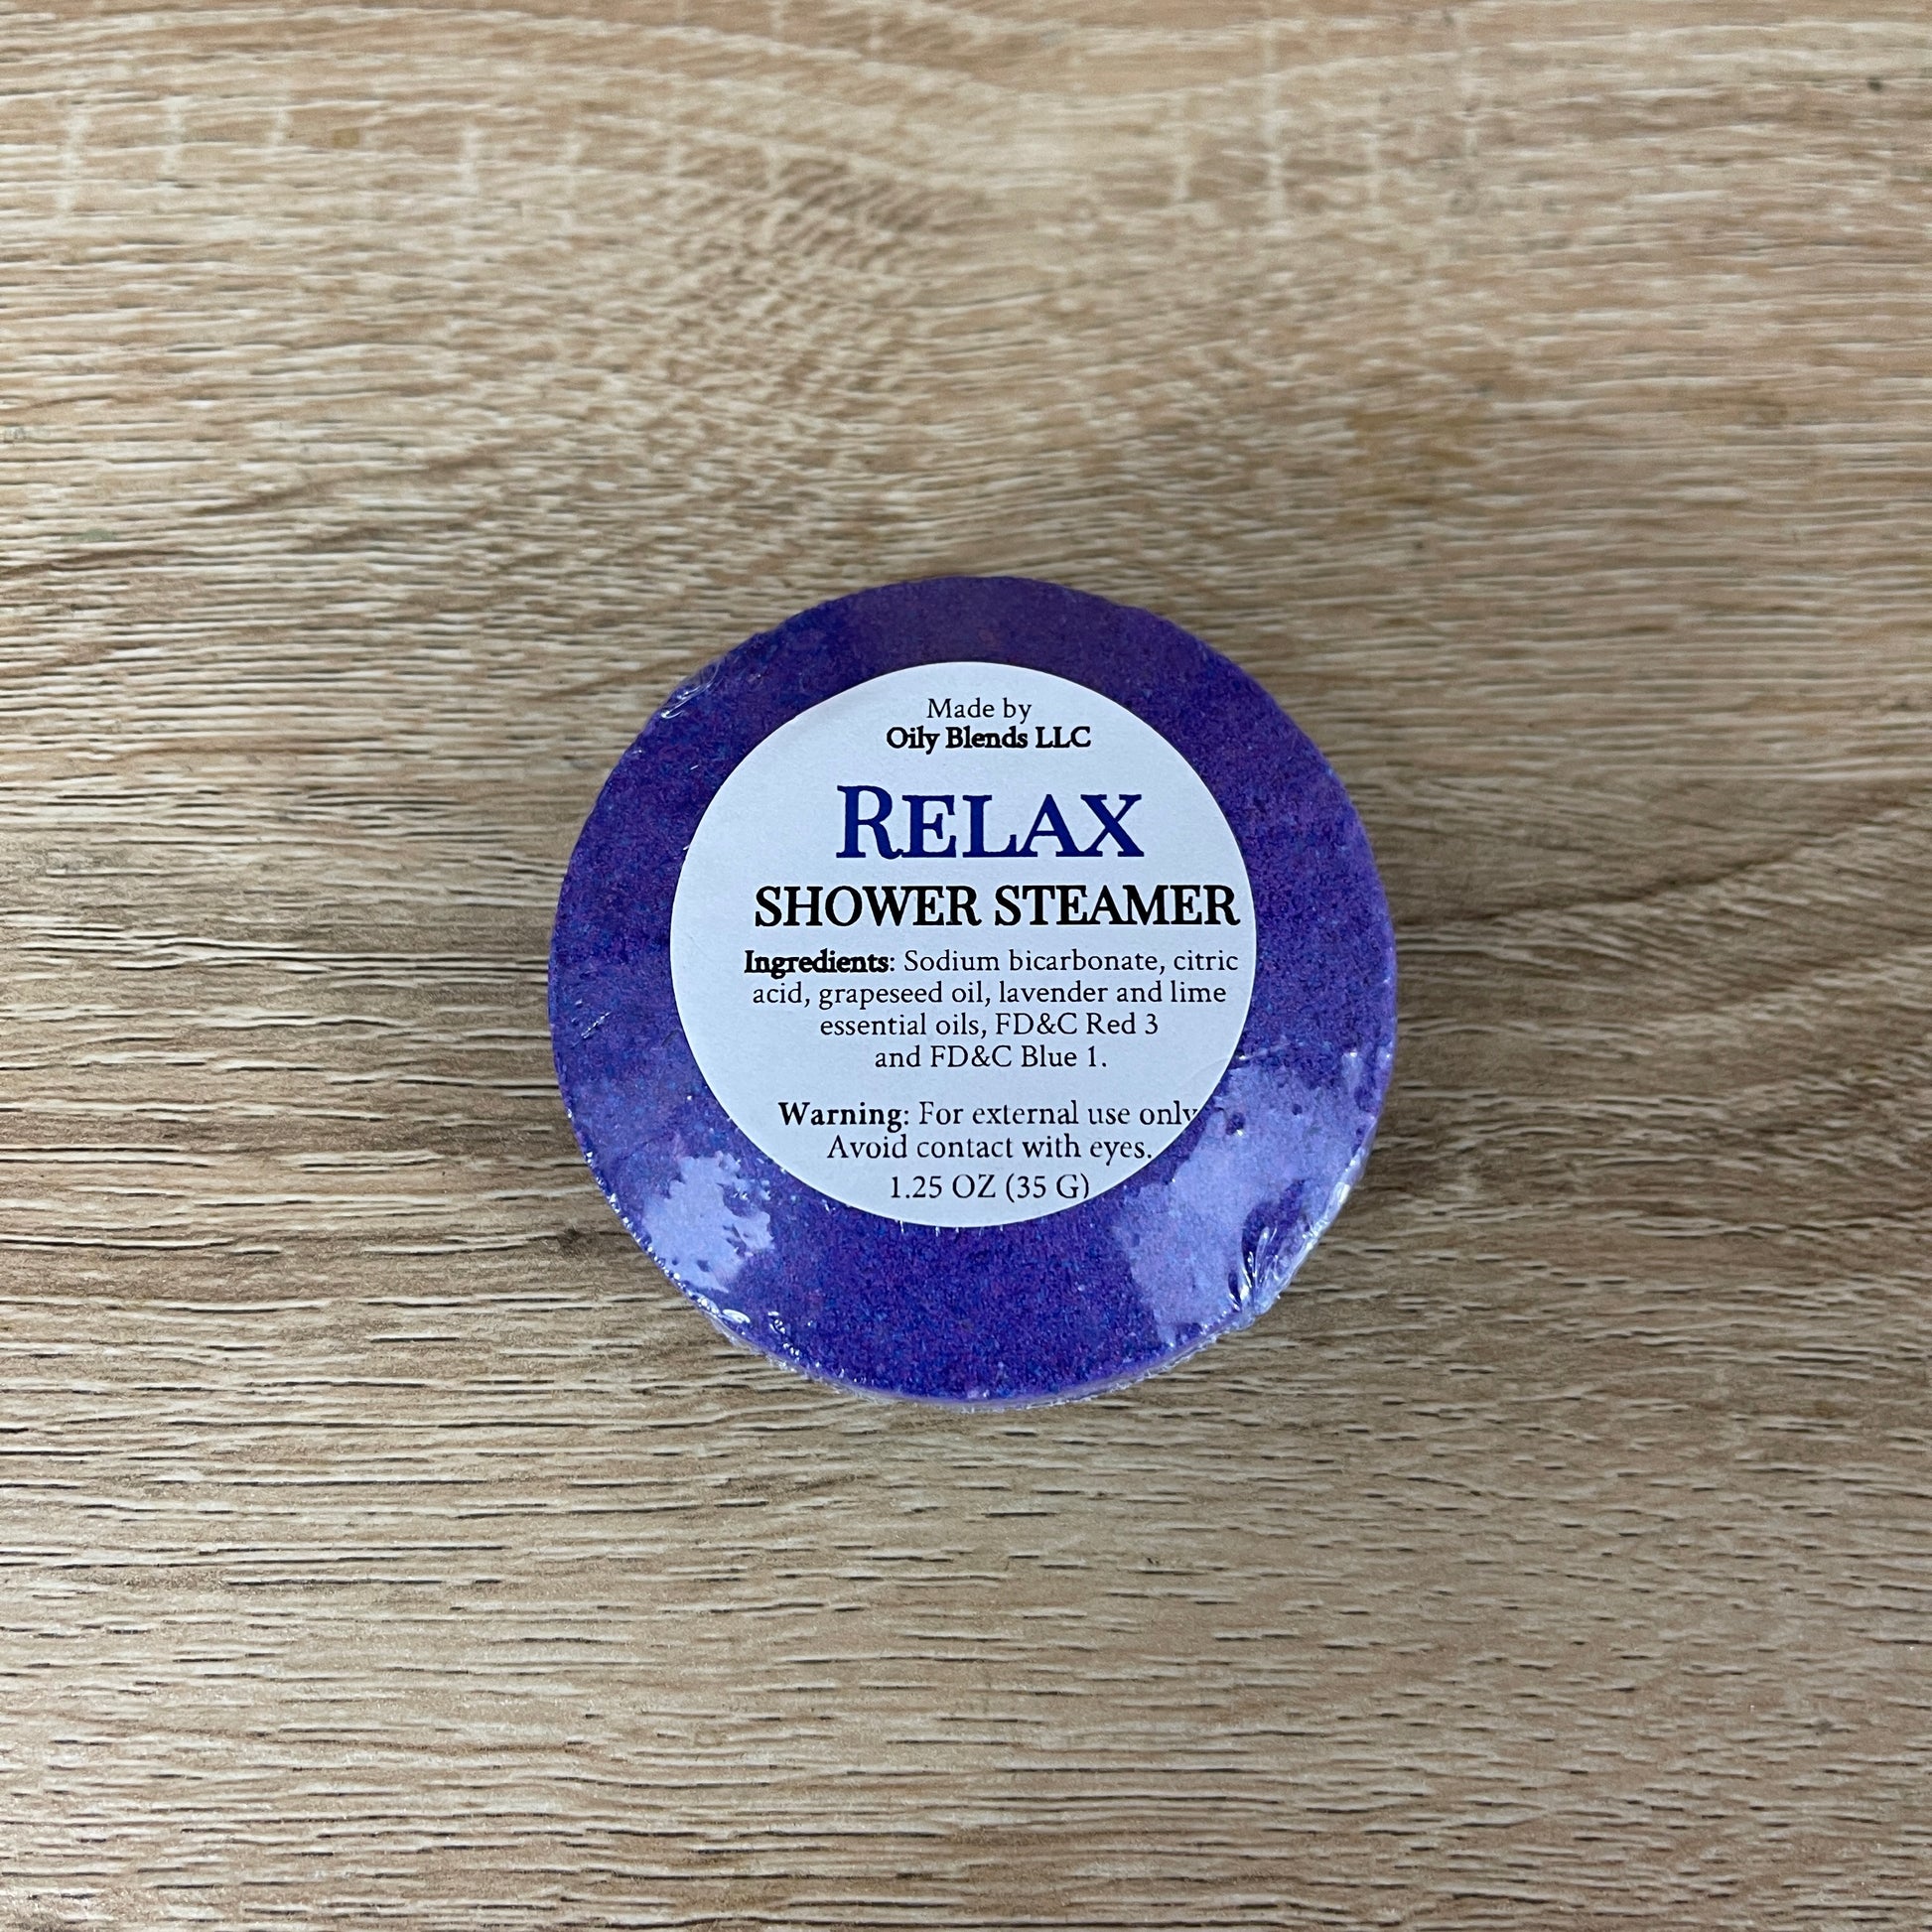 Made by
Oily Blends LLC
RELAX
SHOWER STEAMER
Ingredients: Sodium bicarbonate, citric
acid, grapeseed oil, lavender and lime
essential oils, FD&C Red 3
and FD&C Blue 1.
Warning: For external use only
Avoid contact with eyes.
1.25 OZ (35 G)